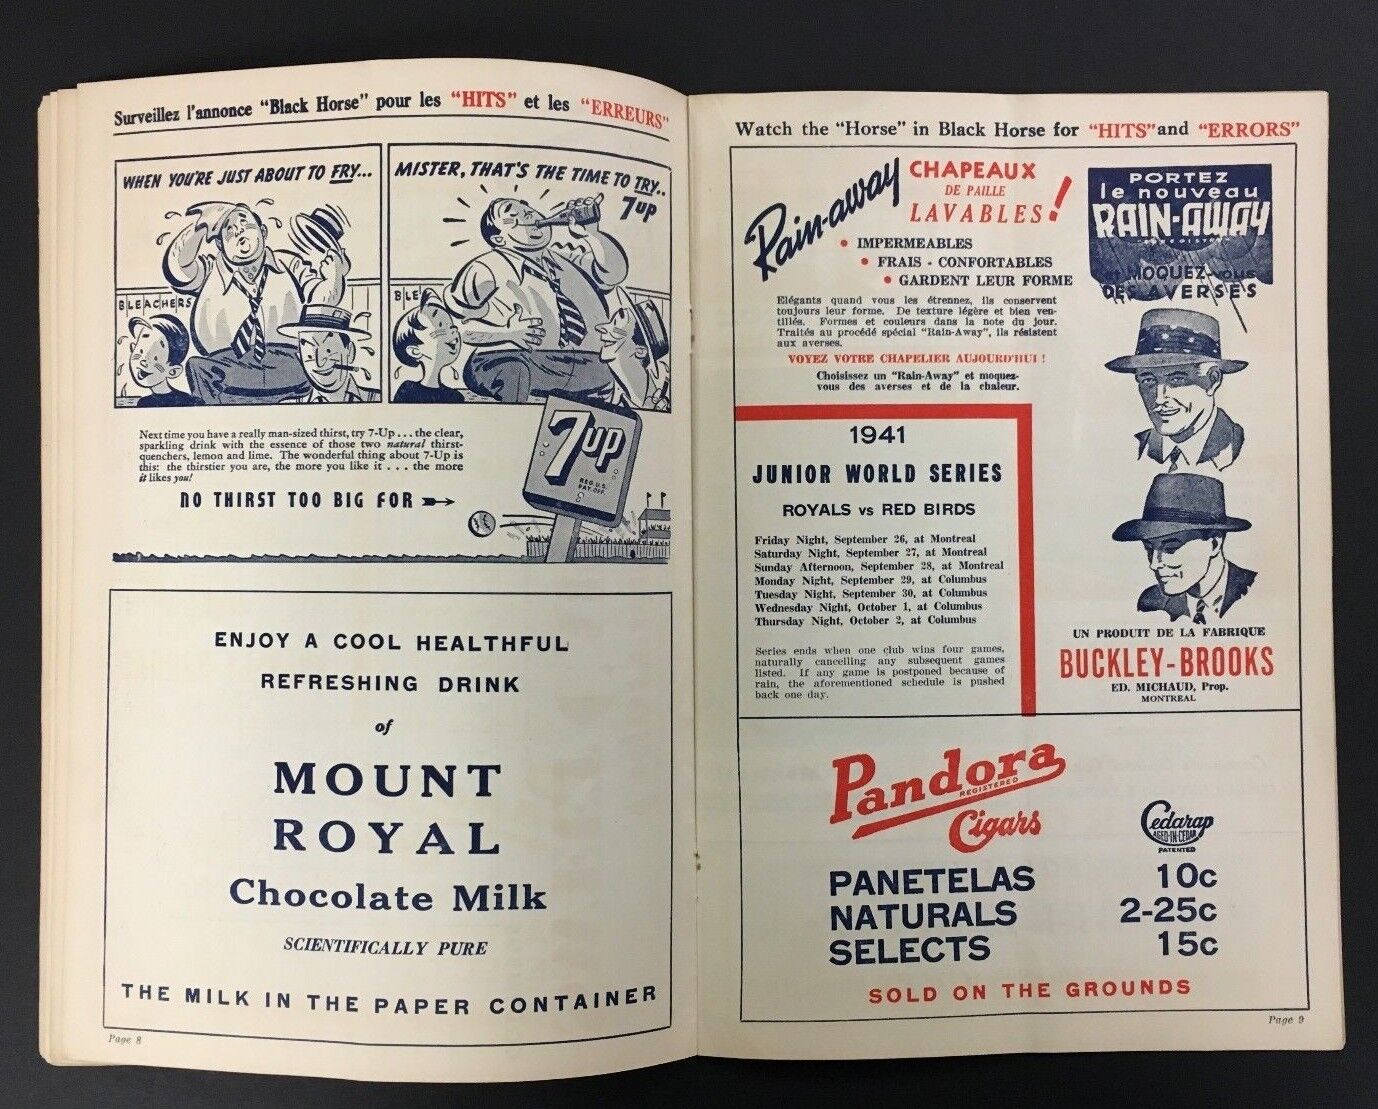 Surveillez l'annonce "Black Horse" pour les "HITS" et les "ERREURS"
WHEN YOU'RE JUST ABOUT TO FRY...
BLEACHERS
MISTER, THAT'S THE TIME TO TRY..
7UP
BLE
Next time you have a really man-sized thirst, try 7-Up . . . the clear,
sparkling drink with the essence of those two natural thirst-
quenchers, lemon and lime. The wonderful thing about 7-Up is
this: the thirstier you are, the more you like it . . . the more
it likes you!
NO THIRST TOO BIG FOR
7UP
REG. U.S.
PAT. OFF.
ENJOY A COOL HEALTHFUL
REFRESHING DRINK
of
MOUNT
ROYAL
Chocolate Milk
SCIENTIFICALLY PURE
THE MILK IN THE PAPER CONTAINER
Page 8
Watch the "Horse" in Black Horse for "HITS" and "ERRORS"
Rain-away
CHAPEAUX
DE PAILLE
LAVABLES!
• IMPERMEABLES
• FRAIS - CONFORTABLES
• GARDENT LEUR FORME
Elégants quand vous les étrennez, ils conservent
toujours leur forme. De texture légère et bien ven-
tillés. Formes et couleurs dans la note du jour.
Traités au procédé spécial "Rain-Away", ils résistent
aux averses.
VOYEZ VOTRE CHAPELIER AUJOURD'HUI !
Choisissez un "Rain-Away" et moquez-
vous des averses et de la chaleur.
PORTEZ
le nouveau
RAIN-AWAY
et MOQUEZ-vous
DES AVERSES
1941
JUNIOR WORLD SERIES
ROYALS vs RED BIRDS
Friday Night, September 26, at Montreal
Saturday Night, September 27, at Montreal
Sunday Afternoon, September 28, at Montreal
Monday Night, September 29, at Columbus
Tuesday Night, September 30, at Columbus
Wednesday Night, October 1, at Columbus
Thursday Night, October 2, at Columbus
Series ends when one club wins four games,
naturally cancelling any subsequent games
listed. If any game is postponed because of
rain, the aforementioned schedule is pushed
back one day.
UN PRODUIT DE LA FABRIQUE
BUCKLEY-BROOKS
ED. MICHAUD, Prop.
MONTREAL
Pandora
REGISTERED
Cigars
Cedarap
AGED-IN-CEDAR
PATENTED
PANETELAS 10c
NATURALS 2-25c
SELECTS 15c
SOLD ON THE GROUNDS
Page 9